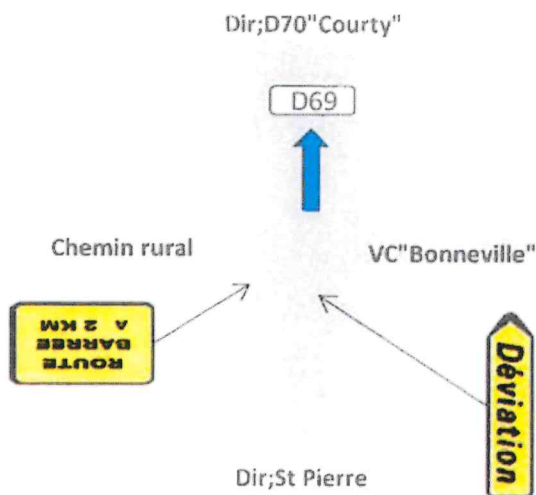 Dir;D70"Courty"
D69
Chemin rural
VC"Bonneville"
ROUTE
BARREE
A 2 KM
Déviation
Dir;St Pierre